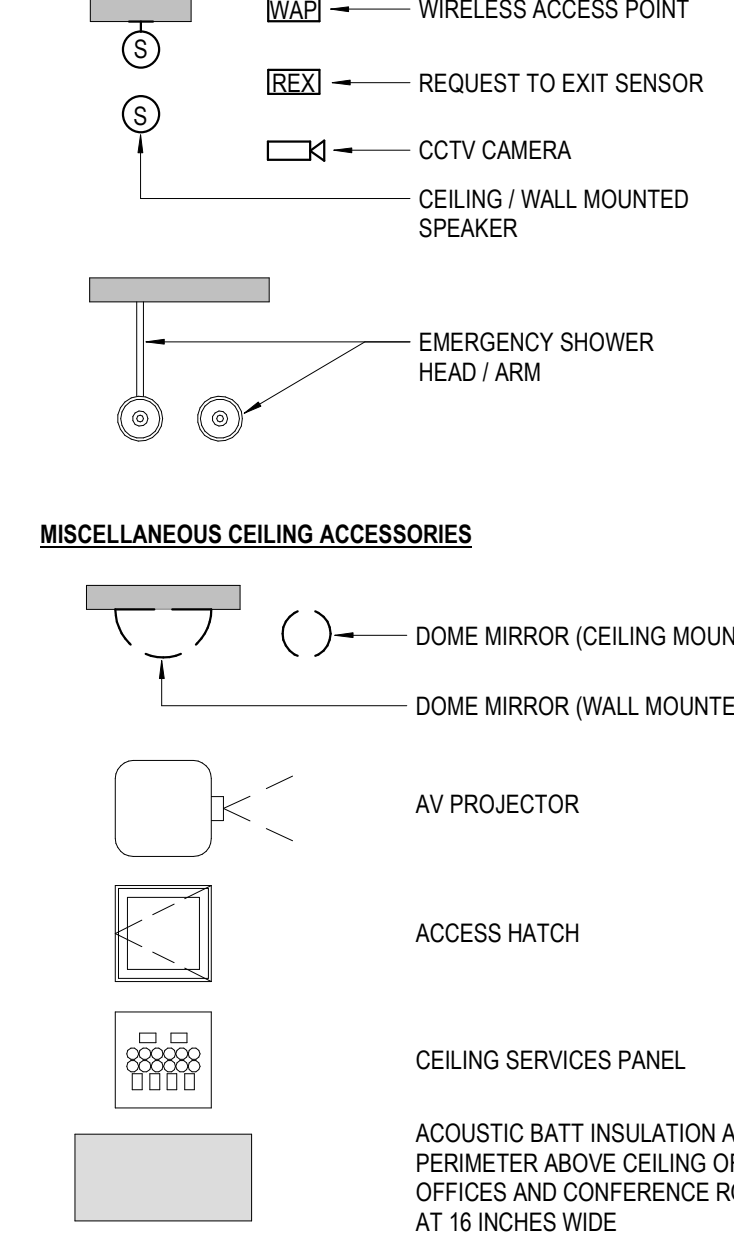 WAP WIRELESS ACCESS POINT
S
REX REQUEST TO EXIT SENSOR
S
CCTV CAMERA
CEILING / WALL MOUNTED
SPEAKER
EMERGENCY SHOWER
HEAD / ARM
MISCELLANEOUS CEILING ACCESSORIES
DOME MIRROR (CEILING MOUN
DOME MIRROR (WALL MOUNTE
AV PROJECTOR
ACCESS HATCH
CEILING SERVICES PANEL
ACOUSTIC BATT INSULATION A
PERIMETER ABOVE CEILING OF
OFFICES AND CONFERENCE RO
AT 16 INCHES WIDE